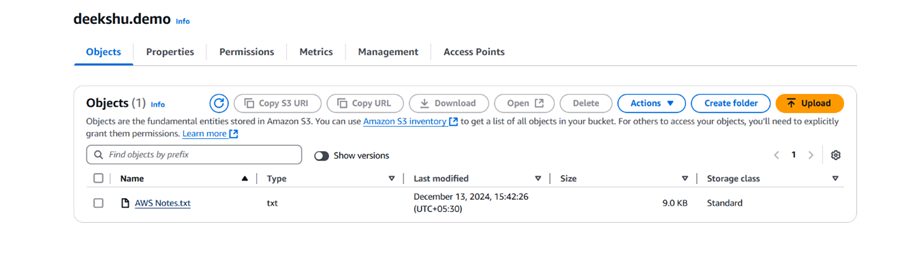 deekshu.demo Info
Objects Properties Permissions Metrics Management Access Points
Objects (1) Info Copy S3 URI Copy URL Download Open Delete Actions Create folder Upload
Objects are the fundamental entities stored in Amazon S3. You can use Amazon S3 inventory to get a list of all objects in your bucket. For others to access your objects, you'll need to explicitly
grant them permissions. Learn more
Find objects by prefix Show versions 1
Name Type Last modified Size Storage class
AWS Notes.txt txt December 13, 2024, 15:42:26 9.0 KB Standard
(UTC+05:30)